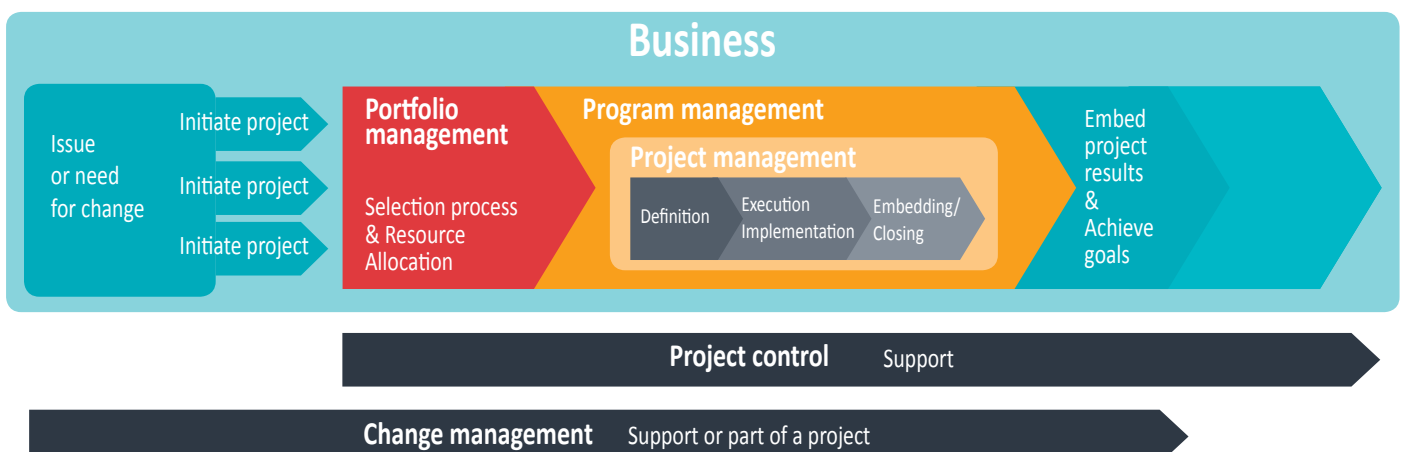 Business
Issue
or need
for change
Initiate project
Initiate project
Initiate project
Portfolio
management
Selection process
& Resource
Allocation
Program management
Project management
Definition
Execution
Implementation
Embedding/
Closing
Embed
project
results
&
Achieve
goals
Project control Support
Change management Support or part of a project